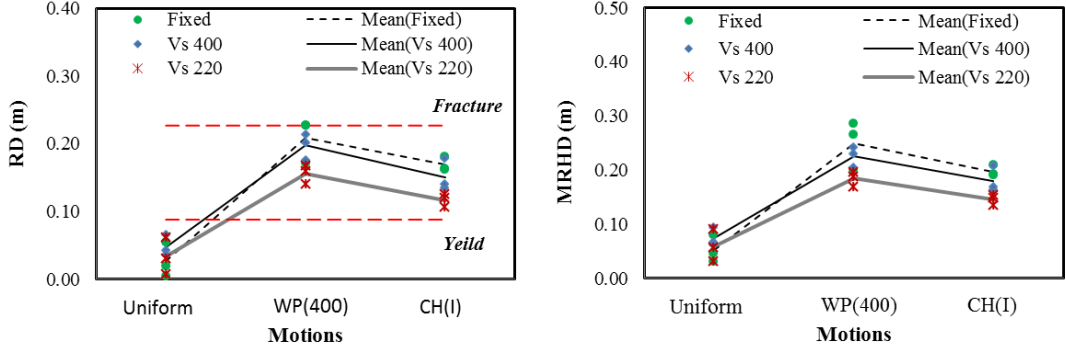 0.40
0.30
0.20
0.10
0.00
RD (m)
Fixed
Vs 400
Vs 220
Mean(Fixed)
Mean(Vs 400)
Mean(Vs 220)
Fracture
Yeild
Uniform
WP(400)
CH(I)
Motions
0.50
0.40
0.30
0.20
0.10
0.00
MRHD (m)
Fixed
Vs 400
Vs 220
Mean(Fixed)
Mean(Vs 400)
Mean(Vs 220)
Uniform
WP(400)
CH(I)
Motions